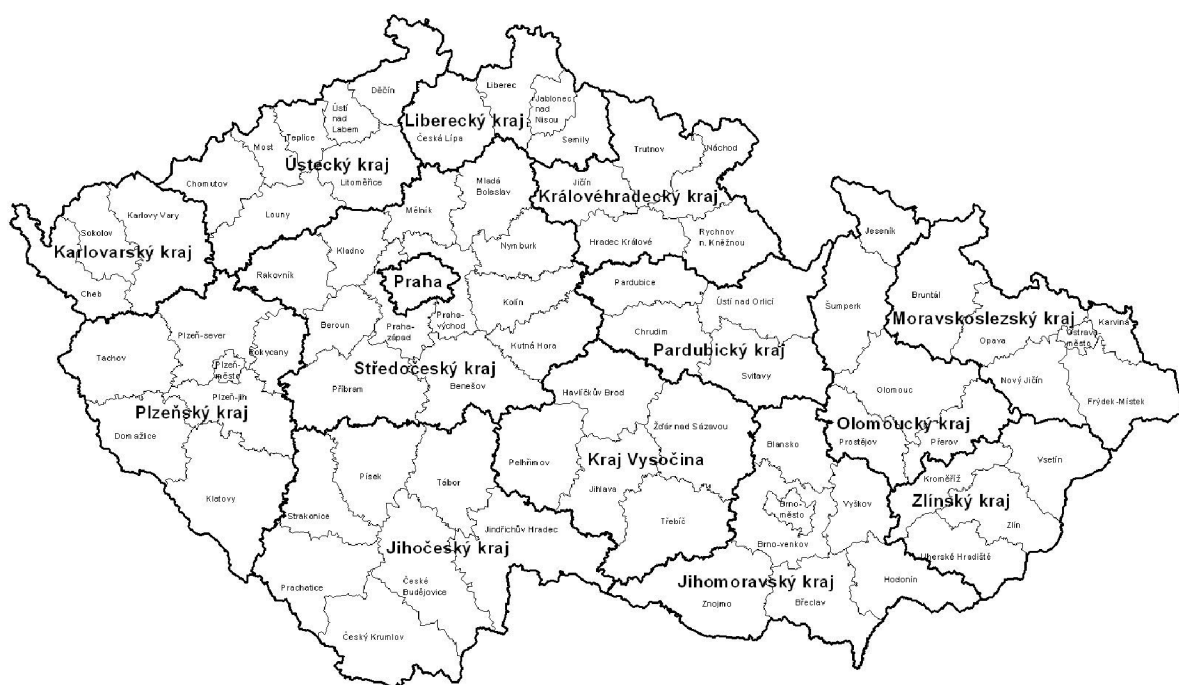 Děčín
Liberec
Ústí
nad
Labem
Jablonec
nad
Nisou
Liberecký kraj
Teplice
Česká Lípa
Semily
Most
Trutnov
Náchod
Ústecký kraj
Chomutov
Litoměřice
Mladá
Boleslav
Jičín
Královéhradecký kraj
Karlovy Vary
Louny
Mělník
Sokolov
Karlovarský kraj
Kladno
Nymburk
Hradec Králové
Rychnov
n. Kněžnou
Jeseník
Cheb
Rakovník
Praha
Kolín
Pardubice
Ústí nad Orlicí
Šumperk
Bruntál
Moravskoslezský kraj
Karviná
Ostrava-
město
Opava
Plzeň-sever
Beroun
Praha-
západ
Praha-
východ
Kutná Hora
Chrudim
Pardubický kraj
Tachov
Rokycany
Plzeň-
město
Středočeský kraj
Příbram
Benešov
Svitavy
Nový Jičín
Frýdek-Místek
Plzeň-jih
Plzeňský kraj
Havlíčkův Brod
Olomouc
Olomoucký kraj
Domažlice
Žďár nad Sázavou
Blansko
Prostějov
Přerov
Vsetín
Klatovy
Písek
Tábor
Pelhřimov
Kraj Vysočina
Kroměříž
Zlínský kraj
Jihlava
Brno-
město
Vyškov
Strakonice
Jindřichův Hradec
Třebíč
Zlín
Jihočeský kraj
Brno-venkov
Uherské Hradiště
Prachatice
České
Budějovice
Jihomoravský kraj
Hodonín
Znojmo
Břeclav
Český Krumlov